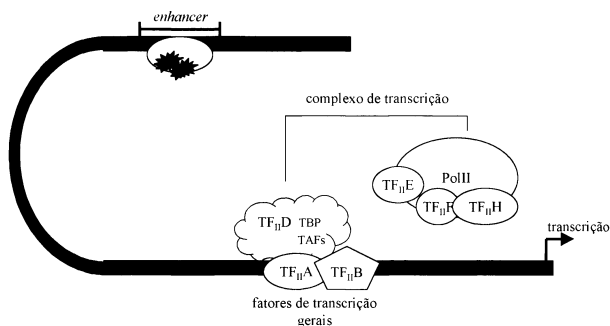 enhancer
complexo de transcrição
PolII
TFIIE
TFIIF
TFIIH
transcrição
TFIID TBP
TAFs
TFIIA
TFIIB
fatores de transcrição
gerais